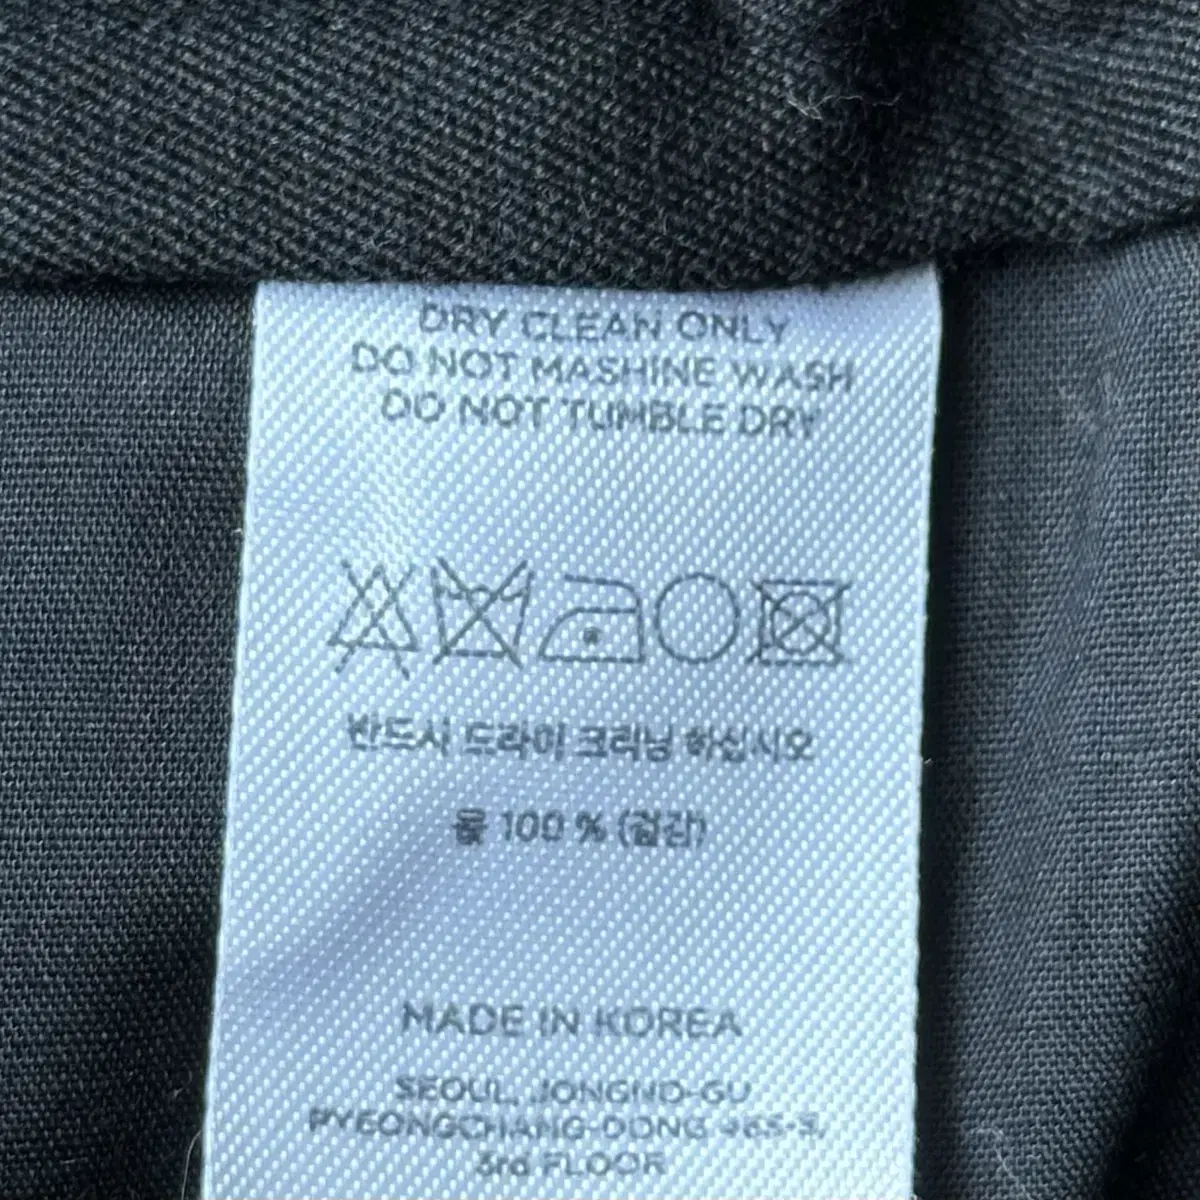 DRY CLEAN ONLY
DO NOT MASHINE WASH
DO NOT TUMBLE DRY
반드시 드라이 크리닝 하십시오
울 100 % (겉감)
MADE IN KOREA
SEOUL, JONGNO-GU
PYEONGCHANG-DONG 465-5,
3rd FLOOR